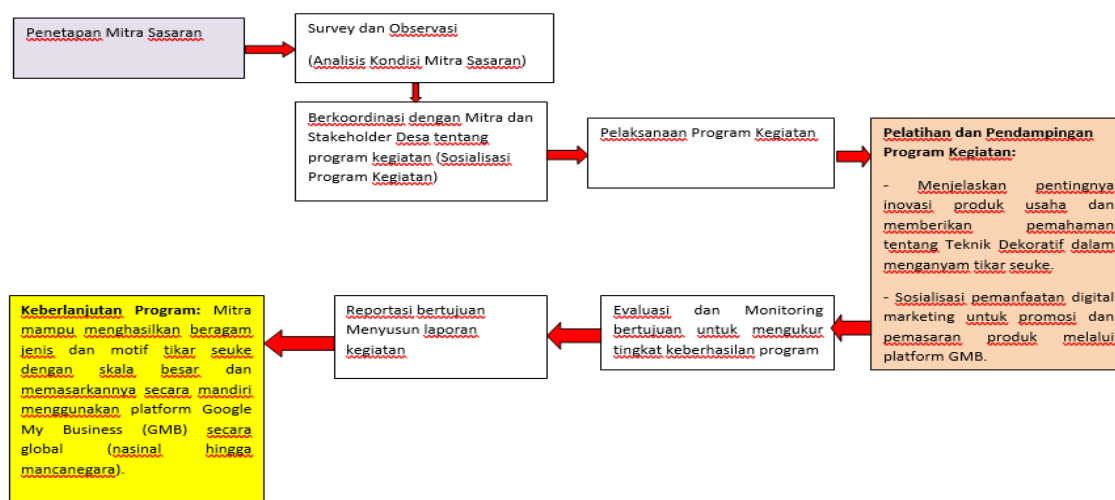 Penetapan Mitra Sasaran
Survey dan Observasi
(Analisis Kondisi Mitra Sasaran)
Berkoordinasi dengan Mitra dan
Stakeholder Desa tentang
program kegiatan (Sosialisasi
Program Kegiatan)
Pelaksanaan Program Kegiatan
Pelatihan dan Pendampingan
Program Kegiatan:
- Menjelaskan pentingnya
inovasi produk usaha dan
memberikan pemahaman
tentang Teknik Dekoratif dalam
menganyam tikar seuke.
- Sosialisasi pemanfaatan digital
marketing untuk promosi dan
pemasaran produk melalui
platform GMB.
Evaluasi dan Monitoring
bertujuan untuk mengukur
tingkat keberhasilan program
Reportasi bertujuan
Menyusun laporan
kegiatan
Keberlanjutan Program: Mitra
mampu menghasilkan beragam
jenis dan motif tikar seuke
dengan skala besar dan
memasarkannya secara mandiri
menggunakan platform Google
My Business (GMB) secara
global (nasinal hingga
mancanegara).